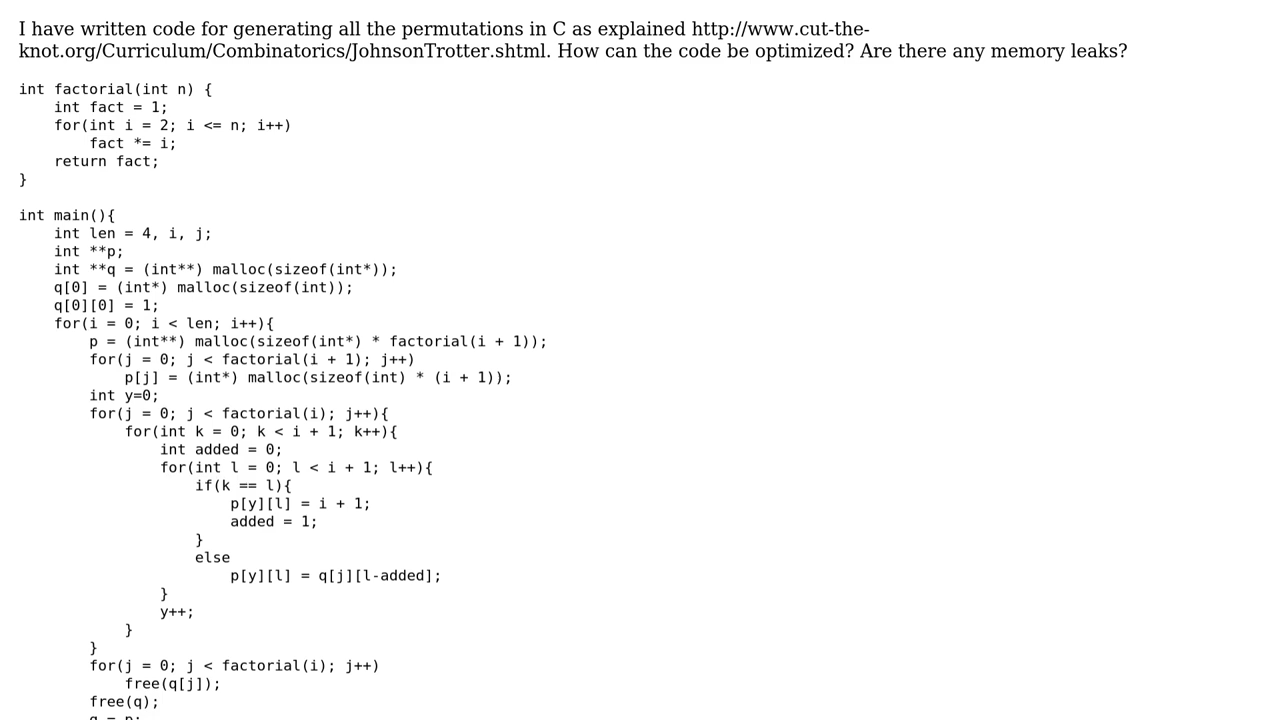 I have written code for generating all the permutations in C as explained http://www.cut-the-
knot.org/Curriculum/Combinatorics/JohnsonTrotter.shtml. How can the code be optimized? Are there any memory leaks?
int factorial(int n) {
    int fact = 1;
    for(int i = 2; i <= n; i++)
        fact *= i;
    return fact;
}
int main(){
    int len = 4, i, j;
    int **p;
    int **q = (int**) malloc(sizeof(int*));
    q[0] = (int*) malloc(sizeof(int));
    q[0][0] = 1;
    for(i = 0; i < len; i++){
        p = (int**) malloc(sizeof(int*) * factorial(i + 1));
        for(j = 0; j < factorial(i + 1); j++)
            p[j] = (int*) malloc(sizeof(int) * (i + 1));
        int y=0;
        for(j = 0; j < factorial(i); j++){
            for(int k = 0; k < i + 1; k++){
                int added = 0;
                for(int l = 0; l < i + 1; l++){
                    if(k == l){
                        p[y][l] = i + 1;
                        added = 1;
                    }
                    else
                        p[y][l] = q[j][l-added];
                }
                y++;
            }
        }
        for(j = 0; j < factorial(i); j++)
            free(q[j]);
        free(q);
        q = p;